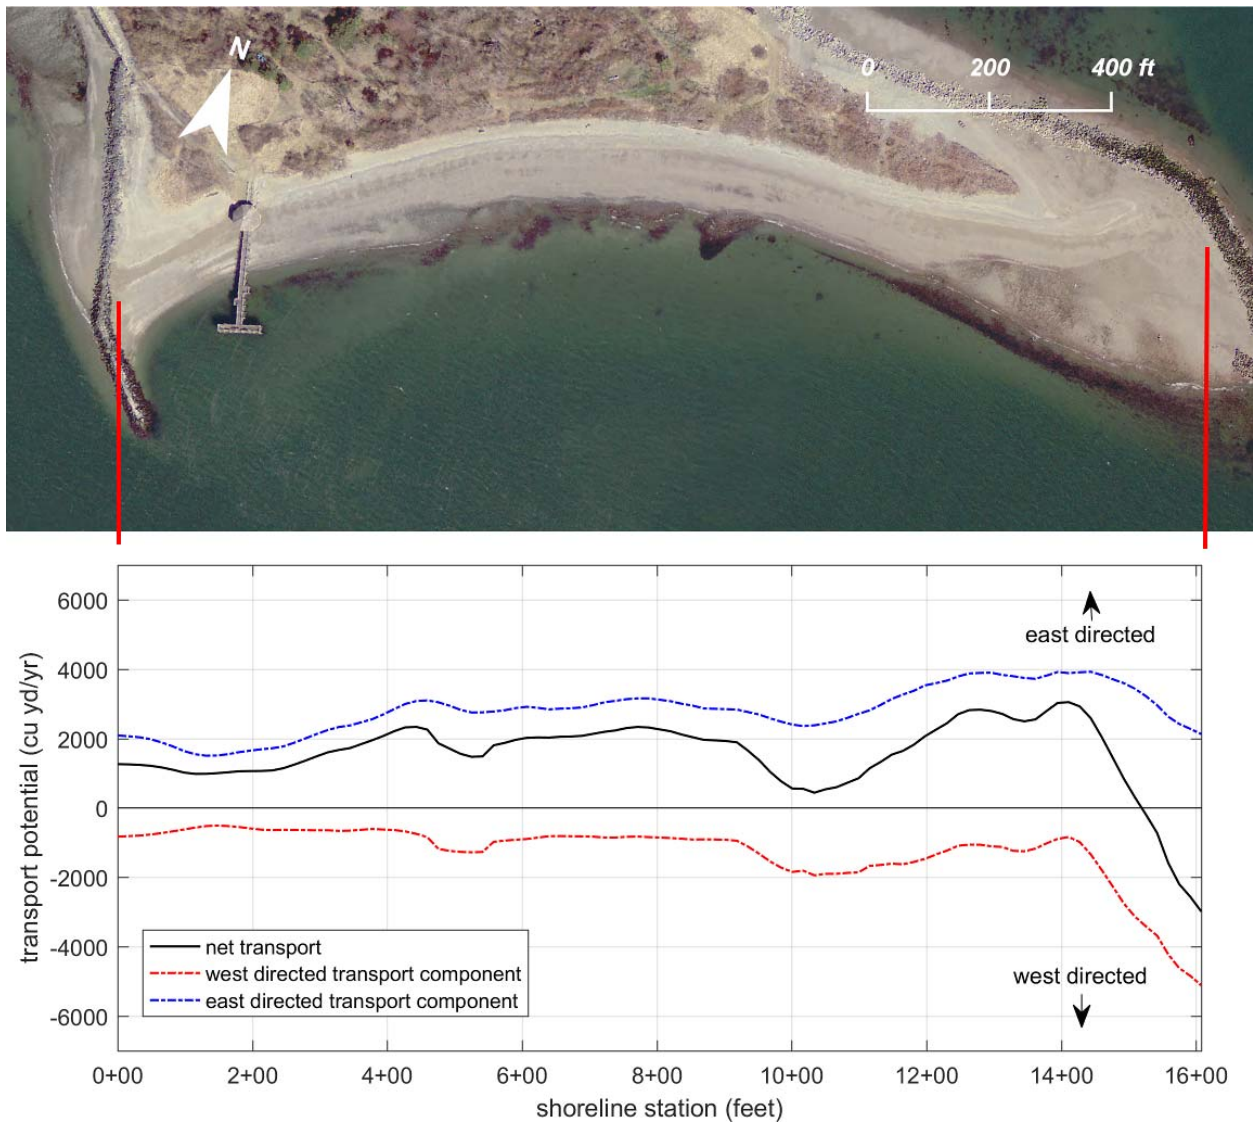 N
0 200 400 ft
6000
4000
2000
0
-2000
-4000
-6000
transport potential (cu yd/yr)
east directed
west directed
net transport
west directed transport component
east directed transport component
0+00 2+00 4+00 6+00 8+00 10+00 12+00 14+00 16+00
shoreline station (feet)